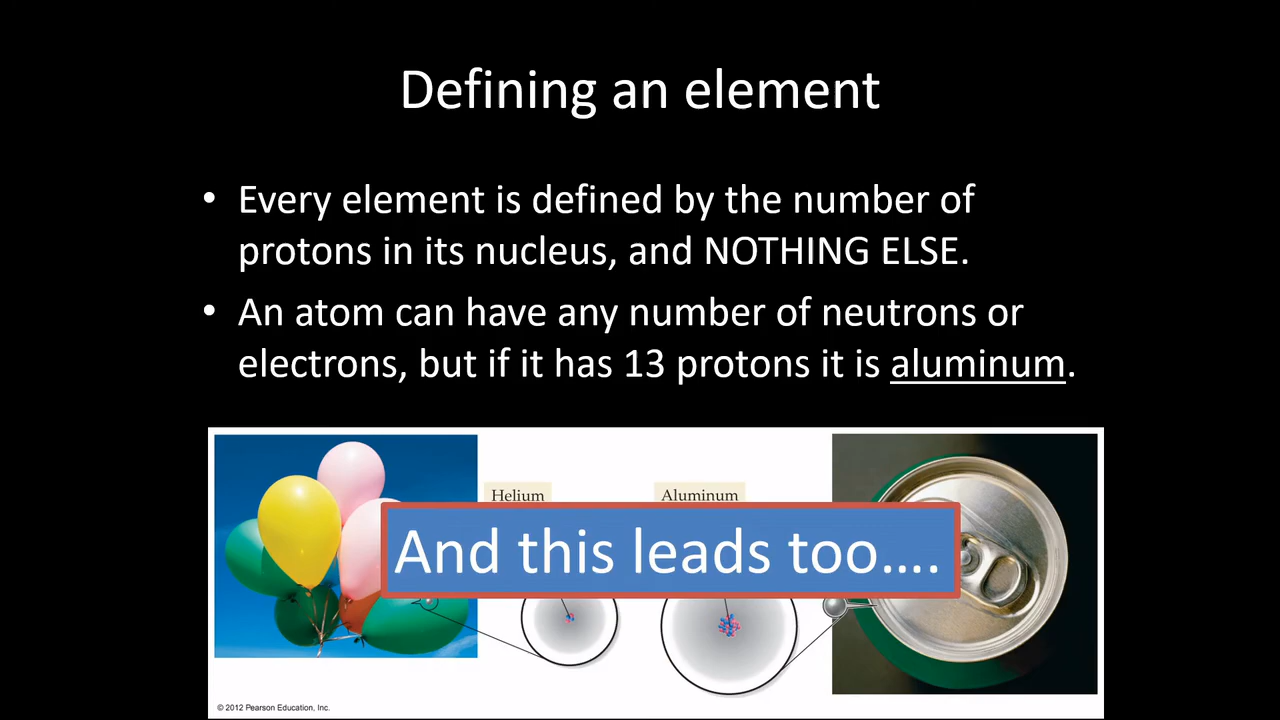 Defining an element
• Every element is defined by the number of
protons in its nucleus, and NOTHING ELSE.
• An atom can have any number of neutrons or
electrons, but if it has 13 protons it is aluminum.
Helium
Aluminum
And this leads too….
© 2012 Pearson Education, Inc.